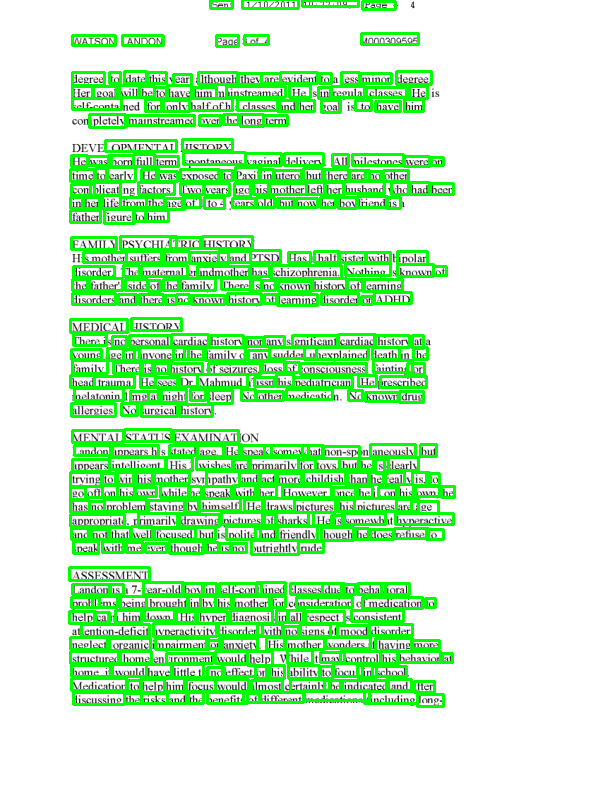 Sent 1/10/2011 Page 4
WATSON LANDON Page of M000309595
degree to date this year although they are evident to a less minor degree.
Her goal will be to have him mainstreamed. He is in regular classes. He is
self-contained for only half of his classes and her goal is to have him
completely mainstreamed over the long term.
DEVELOPMENTAL HISTORY
He was born full term, spontaneous vaginal delivery. All milestones were on
time to early. He was exposed to Paxil in utero, but there are no other
complicating factors. Two years ago his mother left her husband who had been
in her life from the age of to 4 years old but now her boyfriend is a
father figure to him.
FAMILY PSYCHIATRIC HISTORY
His mother suffers from anxiety and PTSD. Has half sister with bipolar
disorder. The maternal grandmother has schizophrenia. Nothing is known of
the father's side of the family. There is no known history of learning
disorders and there is no known history of learning disorder or ADHD.
MEDICAL HISTORY
There is no personal cardiac history nor any significant cardiac history at a
young age in anyone in the family or any sudden unexplained death in the
family. There is no history of seizures, loss of consciousness, fainting or
head trauma. He sees Dr. Mahmud as his pediatrician. He prescribed
melatonin 1 mg a night for sleep. No other medication. No known drug
allergies. No surgical history.
MENTAL STATUS EXAMINATION
Landon appears his stated age. He speak somewhat non-spontaneously, but
appears intelligent. His wishes are primarily for toys, but he is clearly
trying to win his mother sympathy and act more childish than he really is, to
go off on his own while he speak with her. However, once he is on his own, he
has no problem staying by himself. He draws pictures, his pictures are age
appropriate, primarily drawing pictures of sharks. He is somewhat hyperactive
and not that well focused, but is polite and friendly though he does refuse to
speak with me even though he is not outrightly rude.
ASSESSMENT
Landon is a 7-year-old boy in self-contained classes due to behavioral
problems being brought in by his mother for consideration of medication to
help calm him down. His hyper diagnosis in all respect is consistent
attention-deficit hyperactivity disorder with no signs of mood disorder,
neglect, organic impairment or anxiety. His mother wonders if having more
structured home environment would help. While it may control his behavior at
home, it would have little to no effect on his ability to focus in school.
Medication to help him focus would almost certainly be indicated and after
discussing the risks and the benefits of different medications including long-